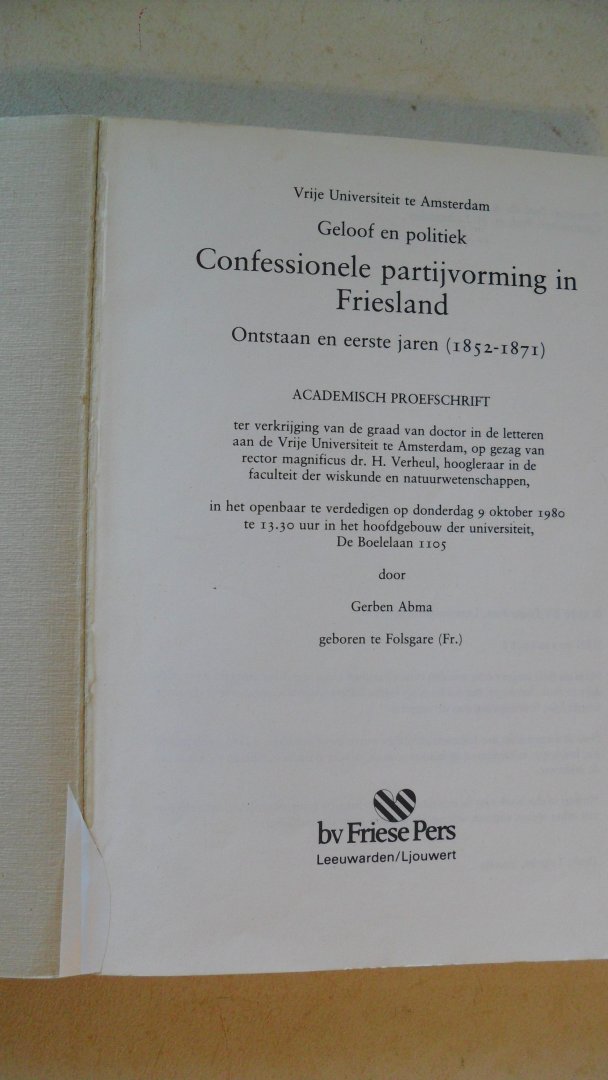 Vrije Universiteit te Amsterdam
Geloof en politiek
Confessionele partijvorming in
Friesland
Ontstaan en eerste jaren (1852-1871)
ACADEMISCH PROEFSCHRIFT
ter verkrijging van de graad van doctor in de letteren
aan de Vrije Universiteit te Amsterdam, op gezag van
rector magnificus dr. H. Verheul, hoogleraar in de
faculteit der wiskunde en natuurwetenschappen,
in het openbaar te verdedigen op donderdag 9 oktober 1980
te 13.30 uur in het hoofdgebouw der universiteit,
De Boelelaan 1105
door
Gerben Abma
geboren te Folsgare (Fr.)
bv Friese Pers
Leeuwarden/Ljouwert